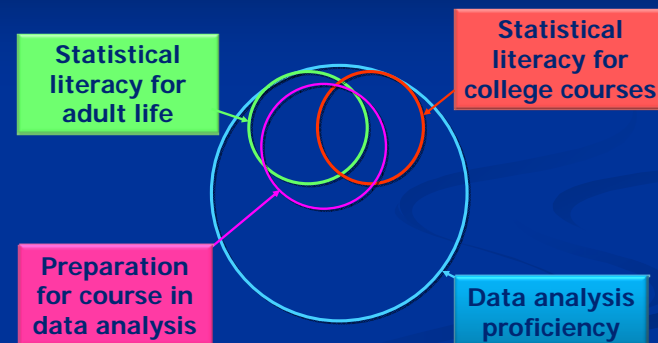 Statistical
literacy for
adult life
Statistical
literacy for
college courses
Preparation
for course in
data analysis
Data analysis
proficiency